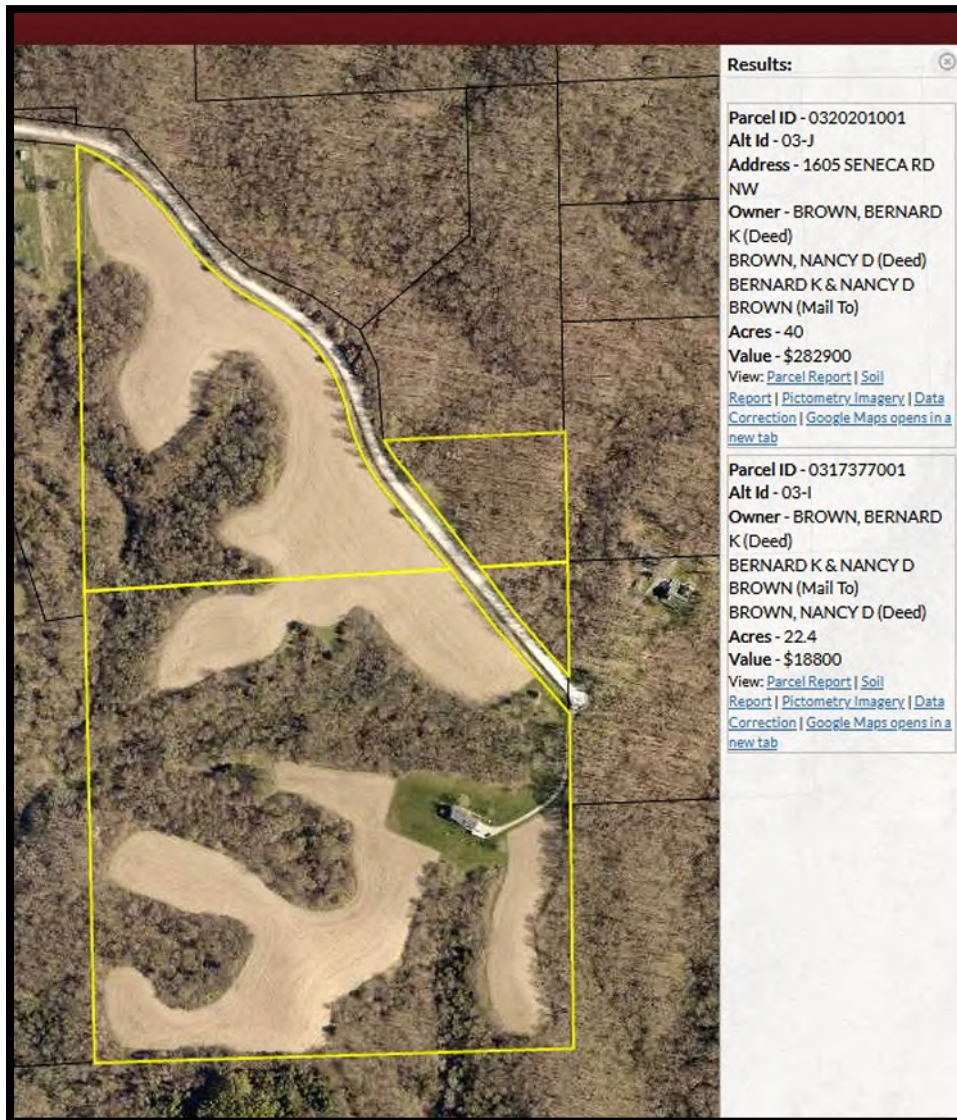 Results:
Parcel ID - 0320201001
Alt Id - 03-J
Address - 1605 SENECA RD
NW
Owner - BROWN, BERNARD
K (Deed)
BROWN, NANCY D (Deed)
BERNARD K & NANCY D
BROWN (Mail To)
Acres - 40
Value - $282900
View: Parcel Report | Soil
Report | Pictometry Imagery | Data
Correction | Google Maps opens in a
new tab
Parcel ID - 0317377001
Alt Id - 03-I
Owner - BROWN, BERNARD
K (Deed)
BERNARD K & NANCY D
BROWN (Mail To)
BROWN, NANCY D (Deed)
Acres - 22.4
Value - $18800
View: Parcel Report | Soil
Report | Pictometry Imagery | Data
Correction | Google Maps opens in a
new tab